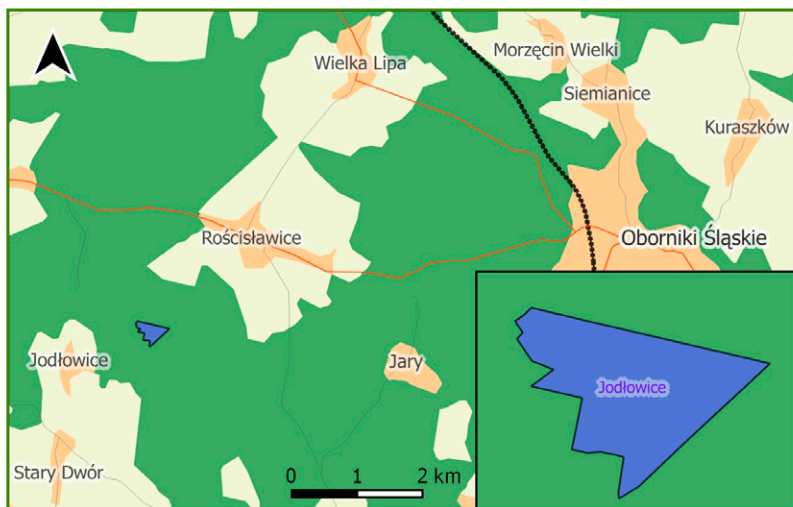 Morzęcin Wielki
Wielka Lipa
Siemianice
Kuraszków
Rościsławice
Oborniki Śląskie
Jodłowice
Jary
Jodłowice
Stary Dwór
0 1 2 km